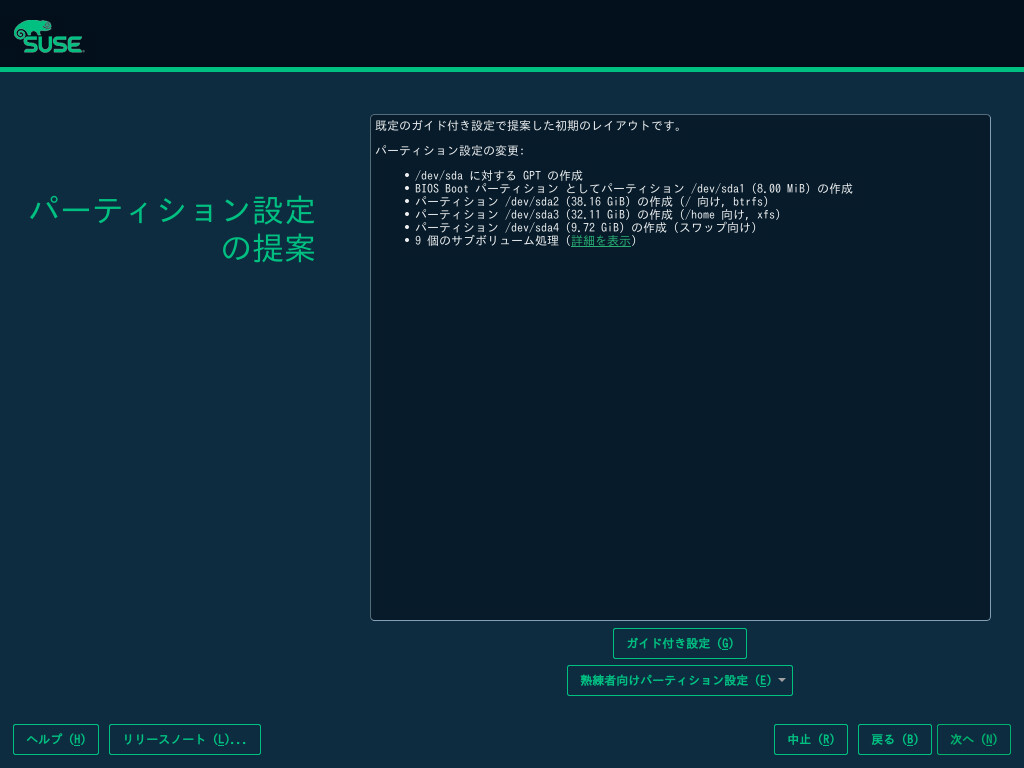 SUSE
パーティション設定
の提案
既定のガイド付き設定で提案した初期のレイアウトです。
パーティション設定の変更:
• /dev/sda に対する GPT の作成
• BIOS Boot パーティション としてパーティション /dev/sda1 (8.00 MiB) の作成
• パーティション /dev/sda2 (38.16 GiB) の作成 (/ 向け, btrfs)
• パーティション /dev/sda3 (32.11 GiB) の作成 (/home 向け, xfs)
• パーティション /dev/sda4 (9.72 GiB) の作成 (スワップ向け)
• 9 個のサブボリューム処理 (詳細を表示)
ガイド付き設定 (G)
熟練者向けパーティション設定 (E)
ヘルプ (H) リリースノート (L)... 中止 (R) 戻る (B) 次へ (N)